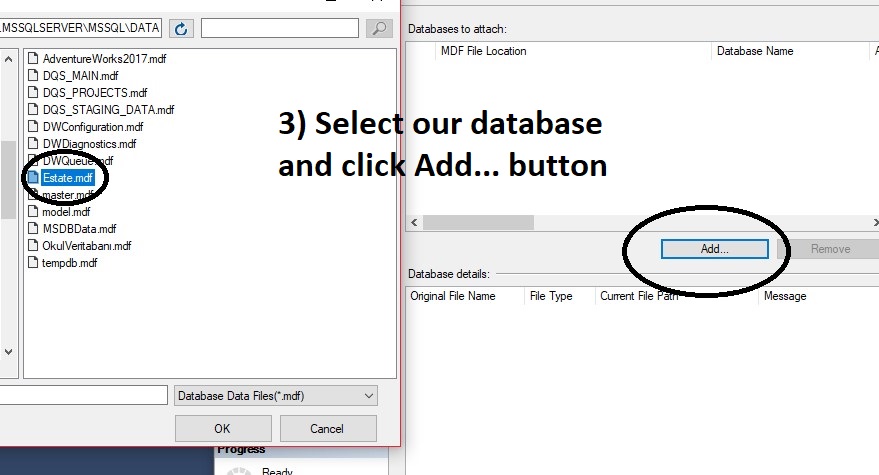 .MSSQLSERVER\MSSQL\DATA
AdventureWorks2017.mdf
DQS_MAIN.mdf
DQS_PROJECTS.mdf
DQS_STAGING_DATA.mdf
DWConfiguration.mdf
DWDiagnostics.mdf
DWQueue.mdf
Estate.mdf
master.mdf
model.mdf
MSDBData.mdf
OkulVeritabanı.mdf
tempdb.mdf
Database Data Files(*.mdf)
OK Cancel
Progress
Ready
Databases to attach:
MDF File Location Database Name
3) Select our database
and click Add... button
Add... Remove
Database details:
Original File Name File Type Current File Path Message